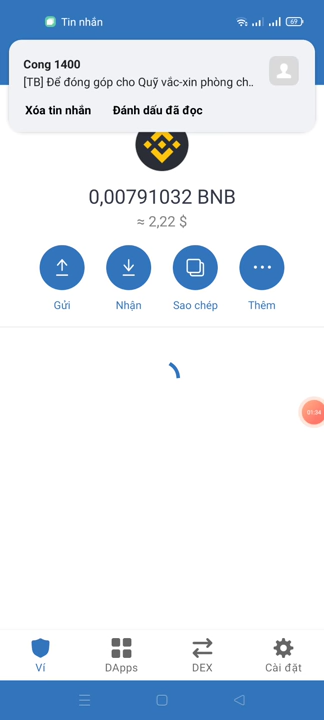 Tin nhắn
69
Cong 1400
[TB] Để đóng góp cho Quỹ vắc-xin phòng ch..
Xóa tin nhắn Đánh dấu đã đọc
0,00791032 BNB
≈ 2,22 $
Gửi Nhận Sao chép Thêm
01:34
Ví DApps DEX Cài đặt